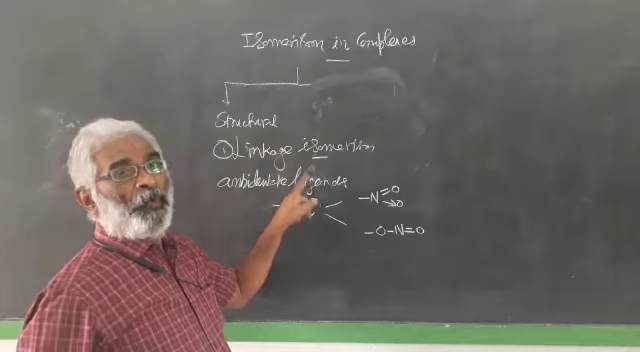 Isomerism in Complexes
Structural
① Linkage isomerism
ambidentate ligands
-N=O→O
-O-N=O